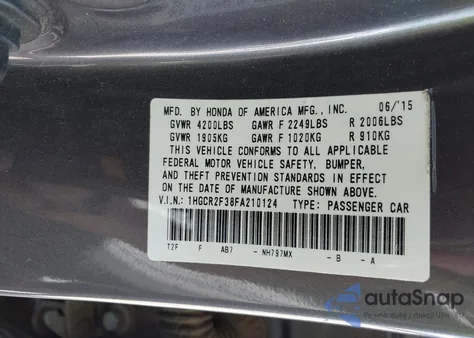 MFD. BY HONDA OF AMERICA MFG., INC. 06/'15
GVWR 4200LBS GAWR F 2249LBS R 2006LBS
GVWR 1905KG GAWR F 1020KG R 910KG
THIS VEHICLE CONFORMS TO ALL APPLICABLE
FEDERAL MOTOR VEHICLE SAFETY, BUMPER,
AND THEFT PREVENTION STANDARDS IN EFFECT
ON THE DATE OF MANUFACTURE SHOWN ABOVE.
V.I.N.: 1HGCR2F38FA210124 TYPE: PASSENGER CAR
T2F F AB7 - NH797MX - B - A
autoSnap